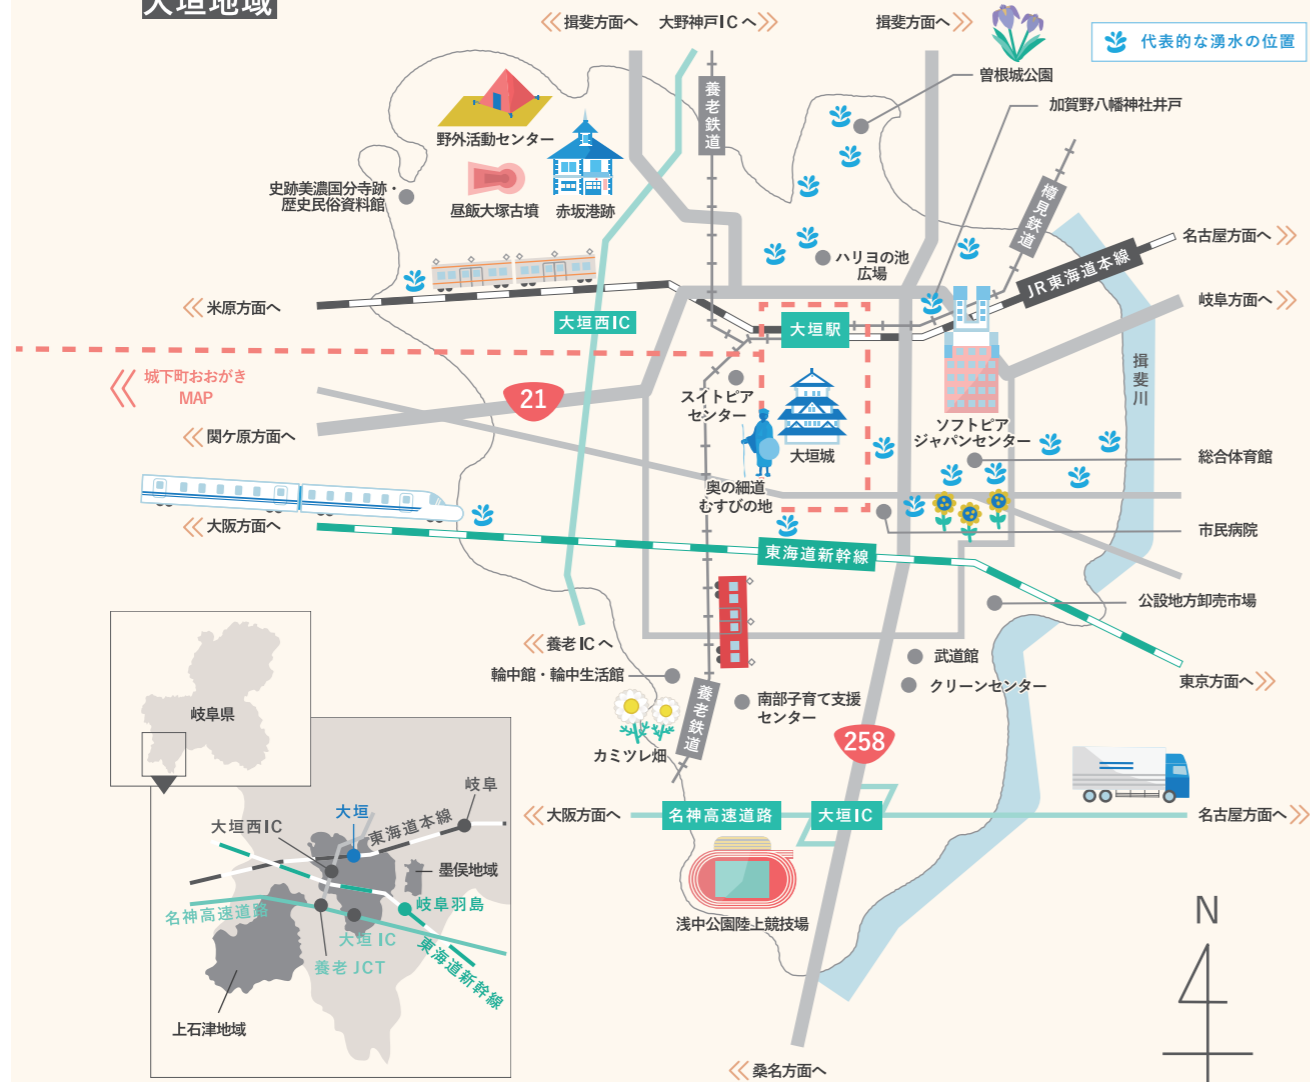 大垣地域
揖斐方面へ
大野神戸ICへ
揖斐方面へ
代表的な湧水の位置
曽根城公園
加賀野八幡神社井戸
養老鉄道
野外活動センター
史跡美濃国分寺跡・
歴史民俗資料館
昼飯大塚古墳
赤坂港跡
樽見鉄道
名古屋方面へ
ハリヨの池
広場
JR東海道本線
米原方面へ
岐阜方面へ
大垣西IC
大垣駅
城下町おおがき
MAP
揖斐川
21
スイトピア
センター
関ケ原方面へ
ソフトピア
ジャパンセンター
大垣城
総合体育館
奥の細道
むすびの地
大阪方面へ
市民病院
東海道新幹線
公設地方卸売市場
養老ICへ
武道館
輪中館・輪中生活館
クリーンセンター
東京方面へ
養老鉄道
南部子育て支援
センター
カミツレ畑
258
大阪方面へ
名神高速道路
大垣IC
名古屋方面へ
浅中公園陸上競技場
桑名方面へ
N
岐阜県
岐阜
大垣
大垣西IC
東海道本線
墨俣地域
岐阜羽島
名神高速道路
大垣IC
東海道新幹線
養老JCT
上石津地域